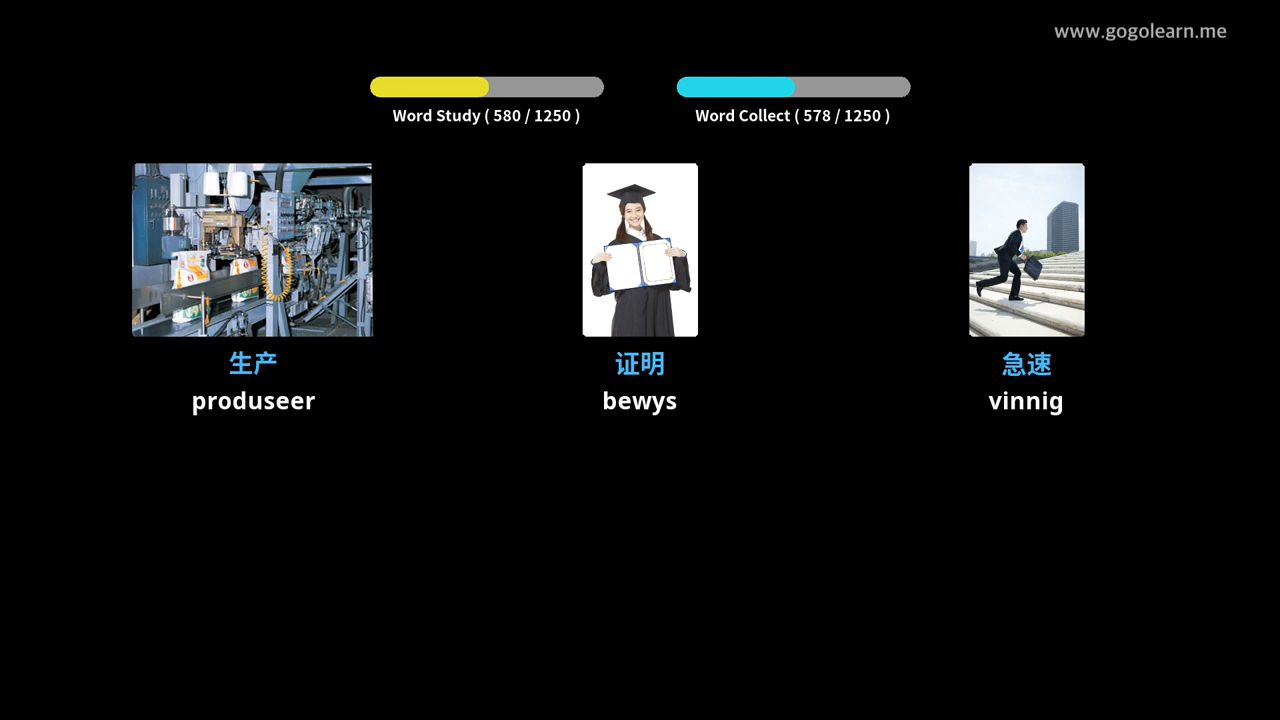 www.gogolearn.me
Word Study ( 580 / 1250 )
Word Collect ( 578 / 1250 )
生产
produseer
证明
bewys
急速
vinnig